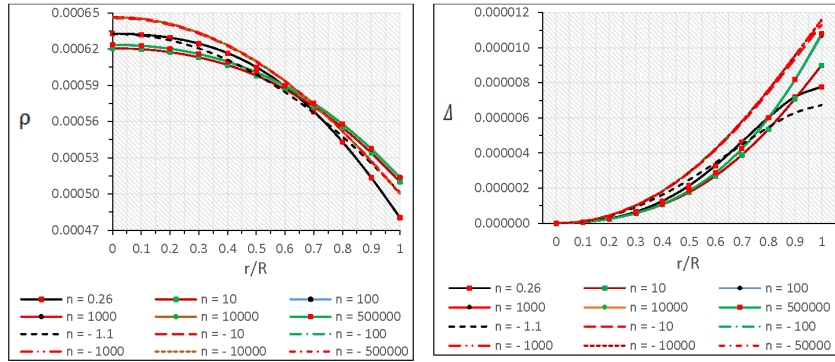 0.00065
0.00062
0.00059
0.00056
0.00053
0.00050
0.00047
ρ
0 0.1 0.2 0.3 0.4 0.5 0.6 0.7 0.8 0.9 1
r/R
n = 0.26 n = 10 n = 100
n = 1000 n = 10000 n = 500000
n = - 1.1 n = - 10 n = - 100
n = - 1000 n = - 10000 n = - 500000
0.000012
0.000010
0.000008
0.000006
0.000004
0.000002
0.000000
Δ
0 0.1 0.2 0.3 0.4 0.5 0.6 0.7 0.8 0.9 1
r/R
n = 0.26 n = 10 n = 100
n = 1000 n = 10000 n = 500000
n = - 1.1 n = - 10 n = - 100
n = - 1000 n = - 10000 n = - 50000